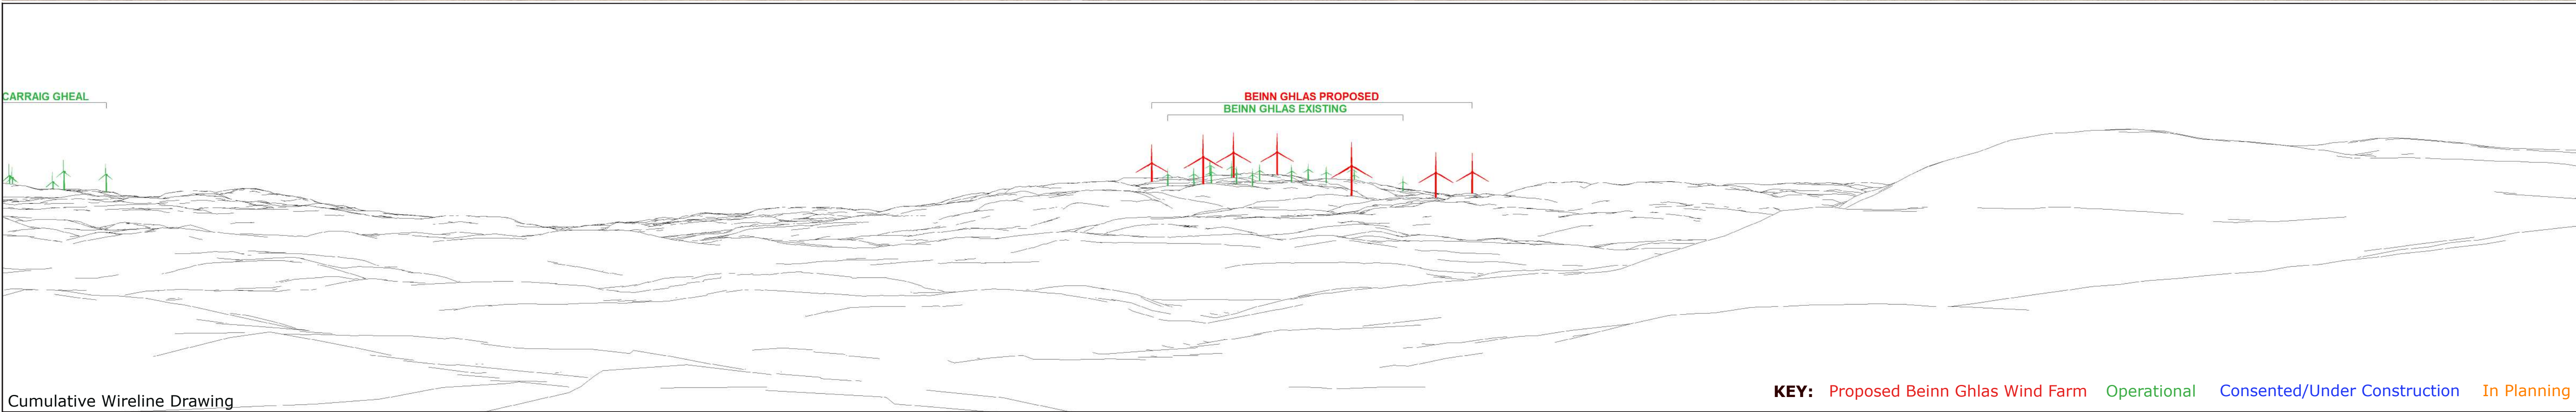 CARRAIG GHEAL
BEINN GHLAS PROPOSED
BEINN GHLAS EXISTING
Cumulative Wireline Drawing
KEY: Proposed Beinn Ghlas Wind Farm Operational Consented/Under Construction In Planning